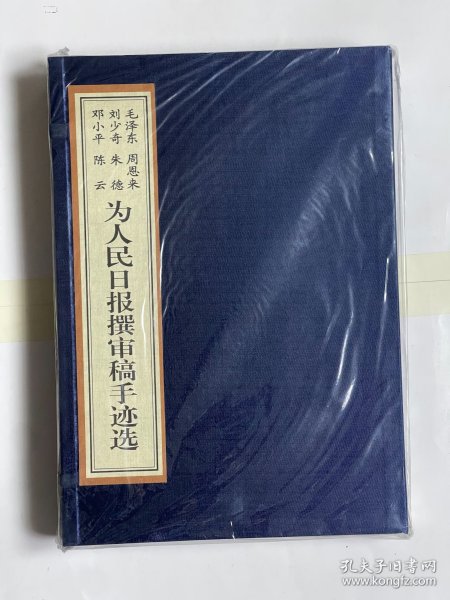 毛泽东 周恩来
刘少奇 朱德
邓小平 陈云
为人民日报撰审稿手迹选
孔夫子旧书网
www.kongfz.com